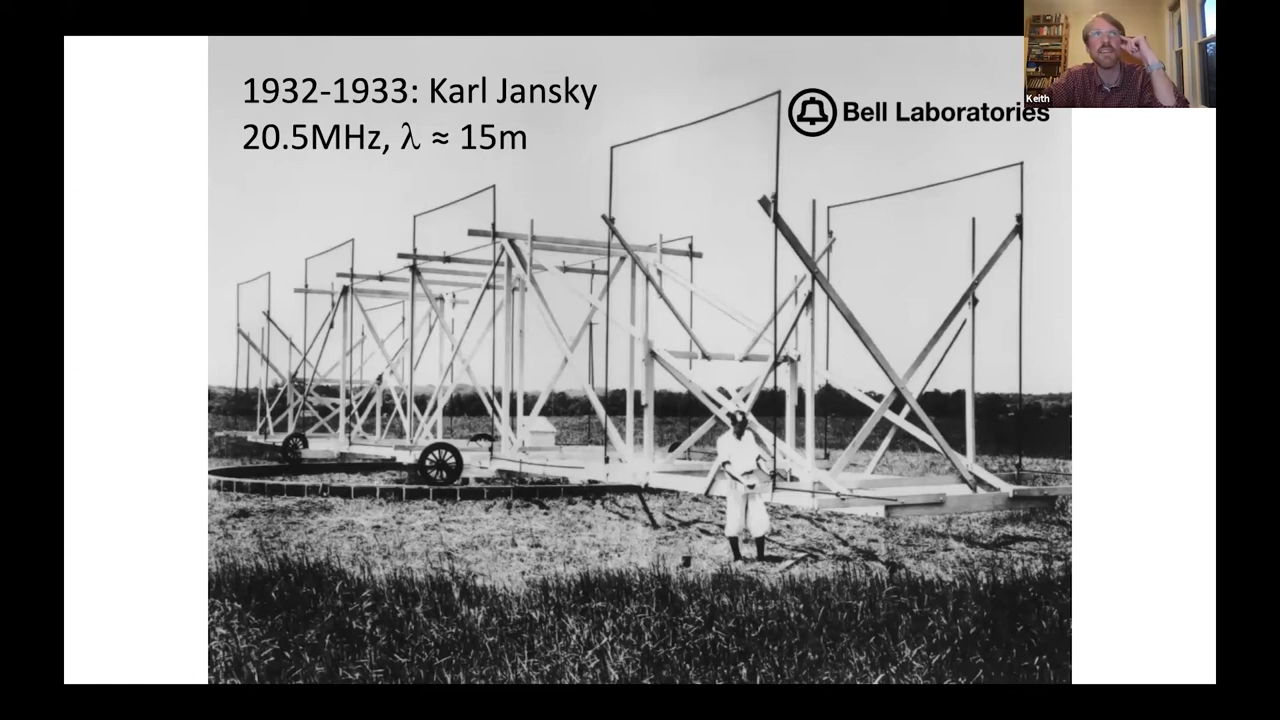 1932-1933: Karl Jansky
20.5MHz, λ ≈ 15m
Bell Laboratories
Keith